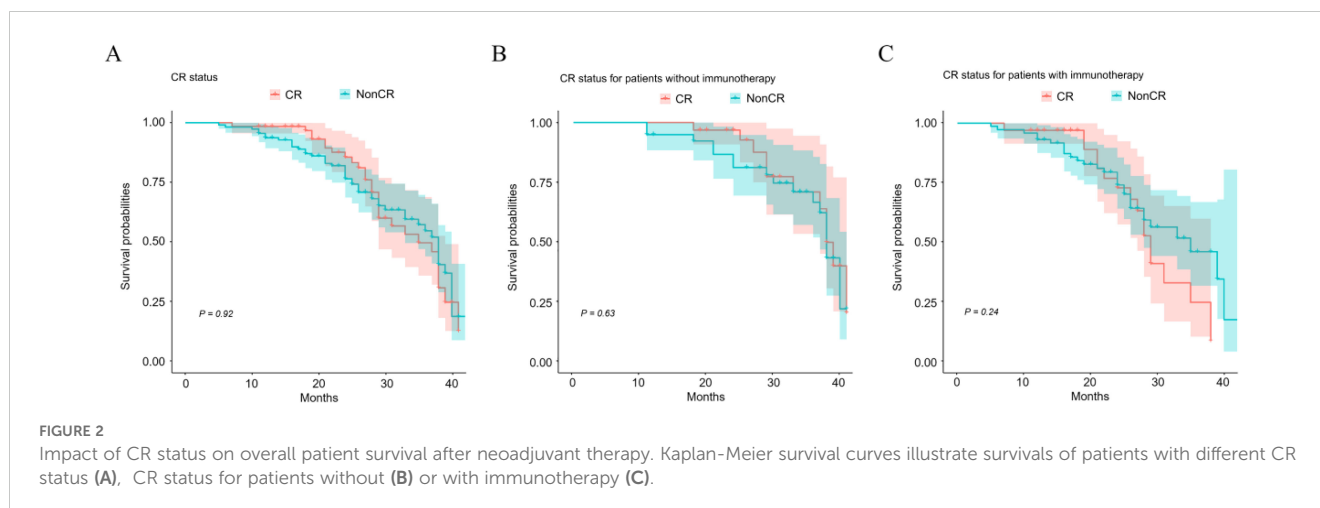 A
CR status
CR NonCR
Survival probabilities
1.00
0.75
0.50
0.25
0.00
P = 0.92
0 10 20 30 40
Months
B
CR status for patients without immunotherapy
CR NonCR
Survival probabilities
1.00
0.75
0.50
0.25
0.00
P = 0.63
0 10 20 30 40
Months
C
CR status for patients with immunotherapy
CR NonCR
Survival probabilities
1.00
0.75
0.50
0.25
0.00
P = 0.24
0 10 20 30 40
Months
FIGURE 2
Impact of CR status on overall patient survival after neoadjuvant therapy. Kaplan-Meier survival curves illustrate survivals of patients with different CR
status (A), CR status for patients without (B) or with immunotherapy (C).